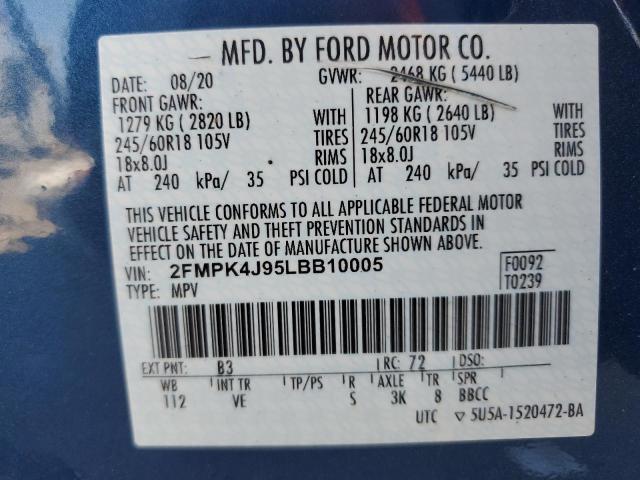 MFD. BY FORD MOTOR CO.
DATE: 08/20 GVWR: 2468 KG ( 5440 LB)
FRONT GAWR: REAR GAWR:
1279 KG ( 2820 LB) WITH 1198 KG ( 2640 LB) WITH
245/60R18 105V TIRES 245/60R18 105V TIRES
18x8.0J RIMS 18x8.0J RIMS
AT 240 kPa/ 35 PSI COLD AT 240 kPa/ 35 PSI COLD
THIS VEHICLE CONFORMS TO ALL APPLICABLE FEDERAL MOTOR
VEHICLE SAFETY AND THEFT PREVENTION STANDARDS IN
EFFECT ON THE DATE OF MANUFACTURE SHOWN ABOVE.
VIN: 2FMPK4J95LBB10005 F0092
TYPE: MPV T0239
EXT PNT: B3 RC: 72 DSO:
WB INT TR TP/PS R AXLE TR SPR
112 VE S 3K 8 BBCC
UTC ▽ 5U5A-1520472-BA